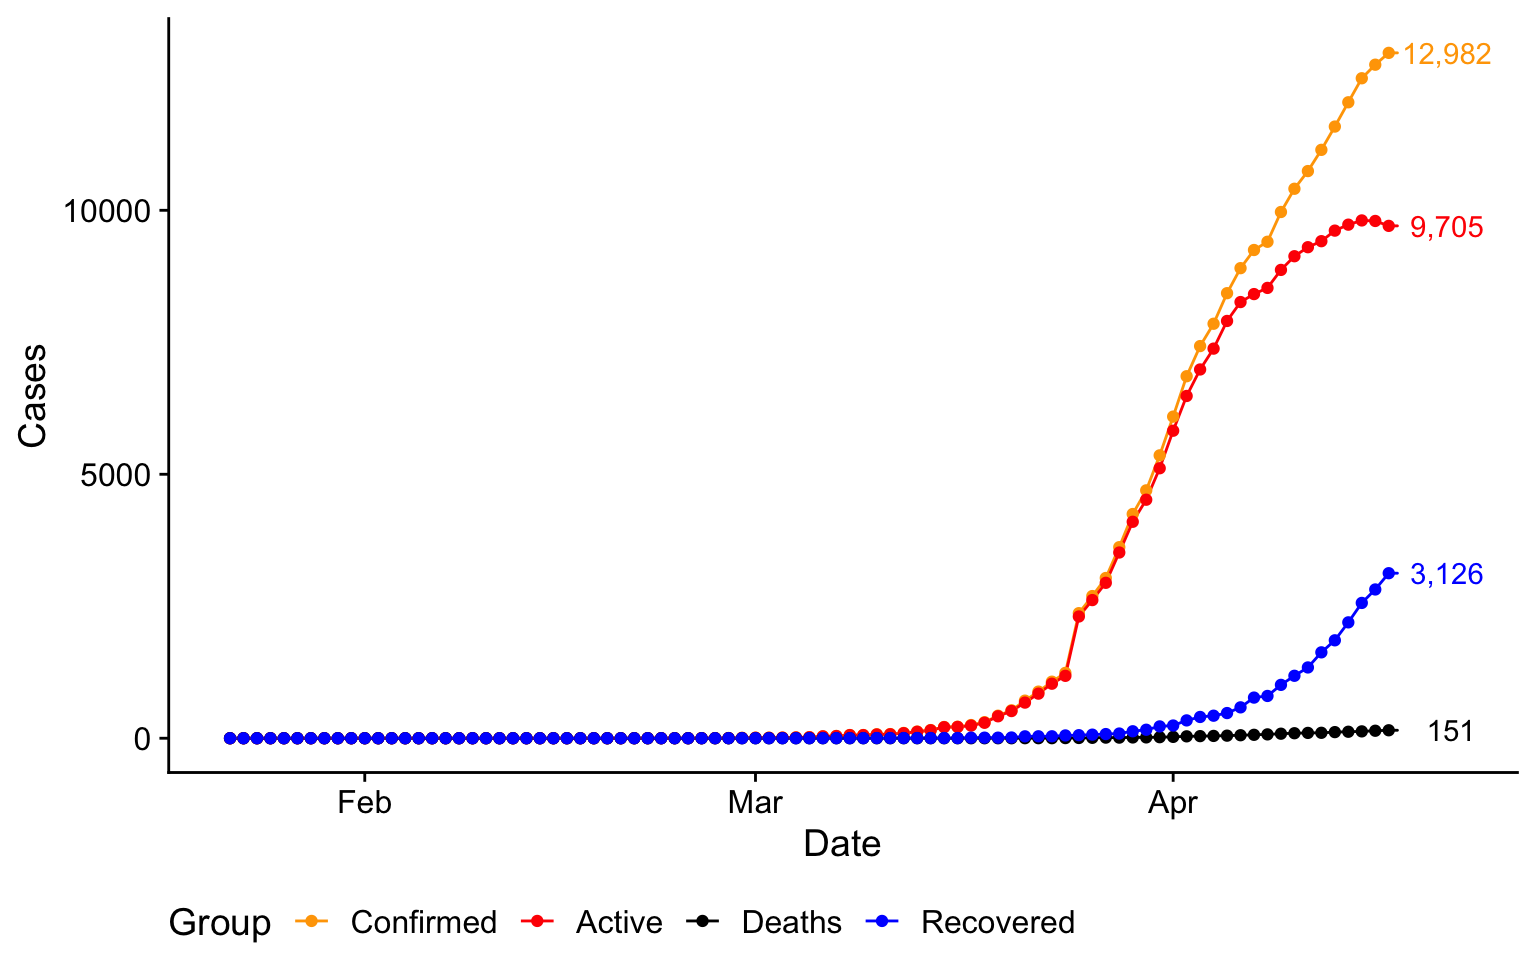 12,982
10000
9,705
Cases
5000
3,126
0
151
Feb Mar Apr
Date
Group Confirmed Active Deaths Recovered